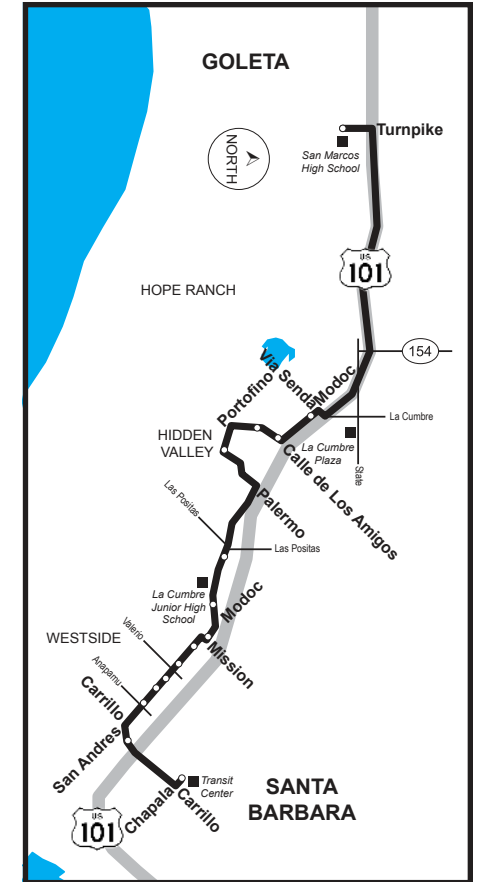 GOLETA
Turnpike
San Marcos
High School
NORTH
US
101
HOPE RANCH
154
Via Senda
Modoc
Portofino
La Cumbre
HIDDEN
VALLEY
La Cumbre
Plaza
State
Calle de Los Amigos
Palermo
Las Positas
Las Positas
La Cumbre
Junior High
School
Modoc
WESTSIDE
Valerio
Mission
Anapamu
Carrillo
San Andres
Transit
Center
SANTA
BARBARA
Chapala
Carrillo
US
101